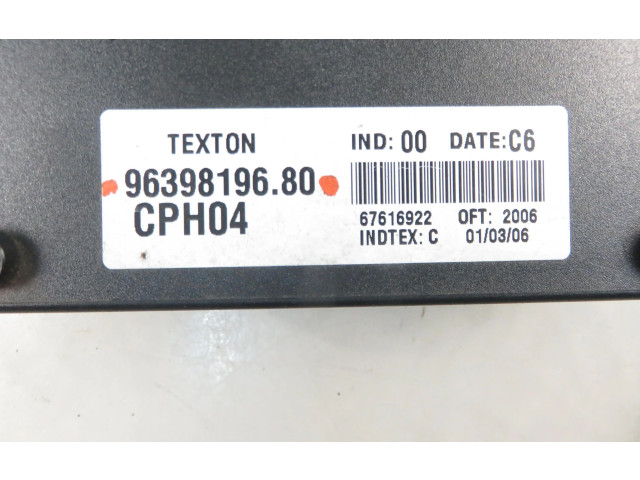 TEXTON IND: 00 DATE: C6
96398196.80
CPH04 67616922 OFT: 2006
INDTEX: C 01/03/06